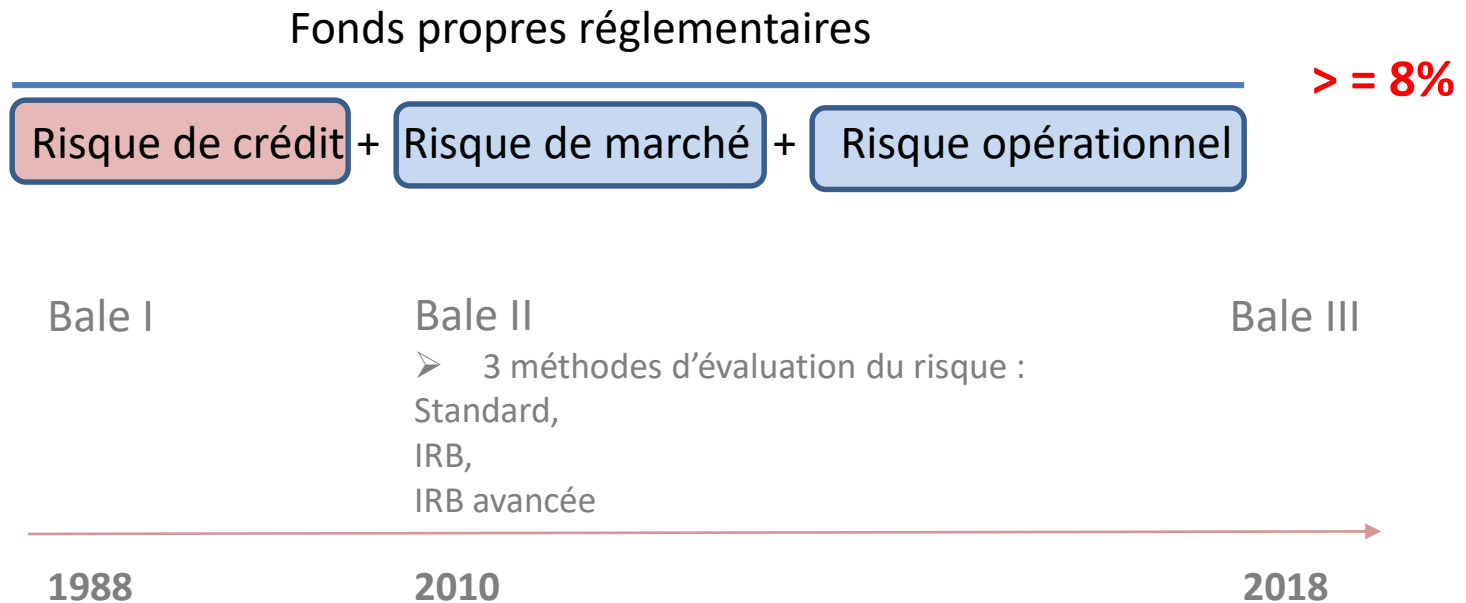 Fonds propres réglementaires
> = 8%
Risque de crédit + Risque de marché + Risque opérationnel
Bale I Bale II Bale III
➢ 3 méthodes d’évaluation du risque :
Standard,
IRB,
IRB avancée
1988 2010 2018